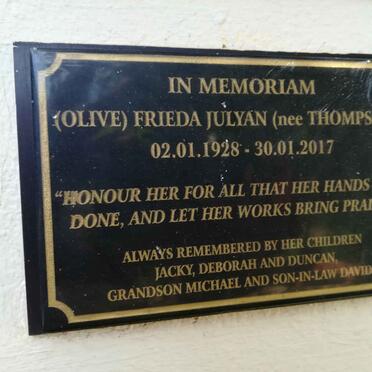 IN MEMORIAM
(OLIVE) FRIEDA JULYAN (nee THOMPS
02.01.1928 - 30.01.2017
"HONOUR HER FOR ALL THAT HER HANDS
DONE, AND LET HER WORKS BRING PRAI
ALWAYS REMEMBERED BY HER CHILDREN
JACKY, DEBORAH AND DUNCAN,
GRANDSON MICHAEL AND SON-IN-LAW DAVID